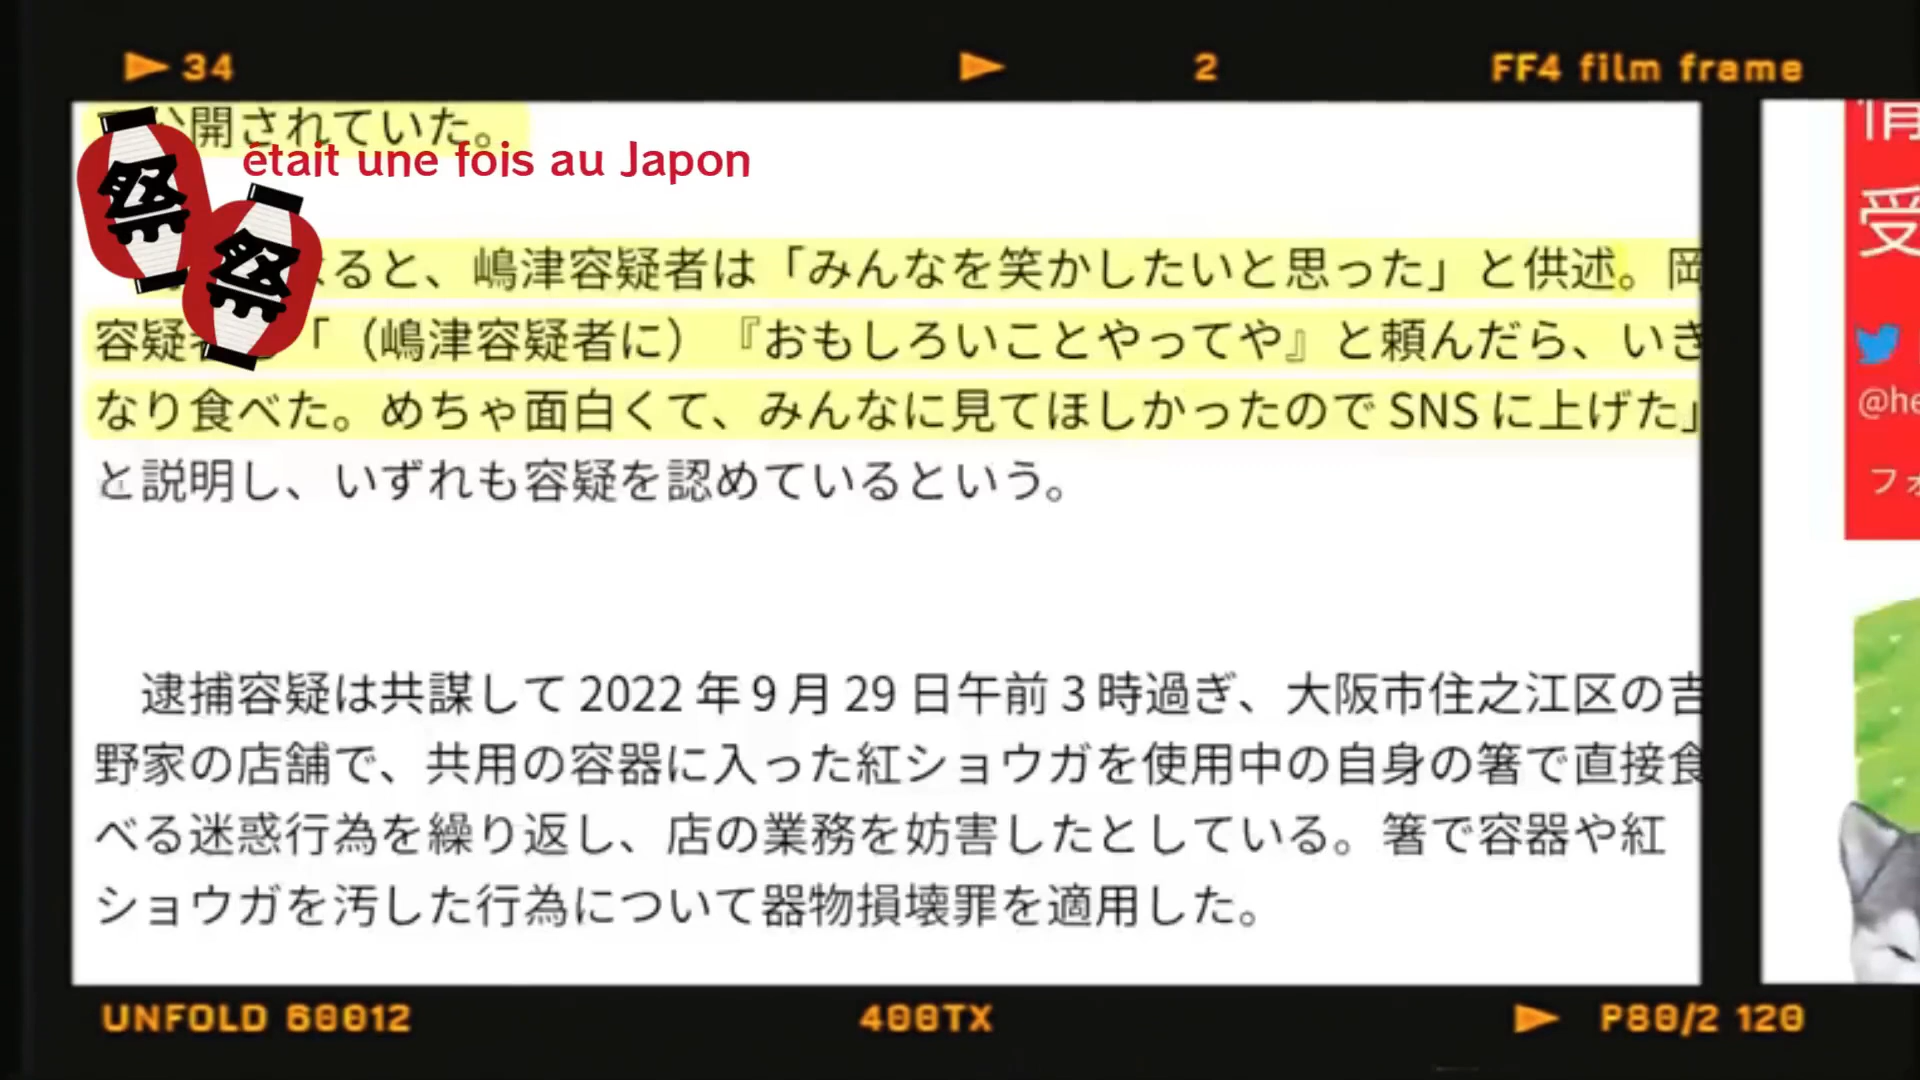 34
2
FF4 film frame
公開されていた。
était une fois au Japon
祭
祭
よると、嶋津容疑者は「みんなを笑かしたいと思った」と供述。岡
容疑者も「（嶋津容疑者に）『おもしろいことやってや』と頼んだら、いき
なり食べた。めちゃ面白くて、みんなに見てほしかったのでSNSに上げた」
と説明し、いずれも容疑を認めているという。
逮捕容疑は共謀して2022年9月29日午前3時過ぎ、大阪市住之江区の吉
野家の店舗で、共用の容器に入った紅ショウガを使用中の自身の箸で直接食
べる迷惑行為を繰り返し、店の業務を妨害したとしている。箸で容器や紅
ショウガを汚した行為について器物損壊罪を適用した。
情
受
@he
フォ
UNFOLD 60012
400TX
P80/2 120